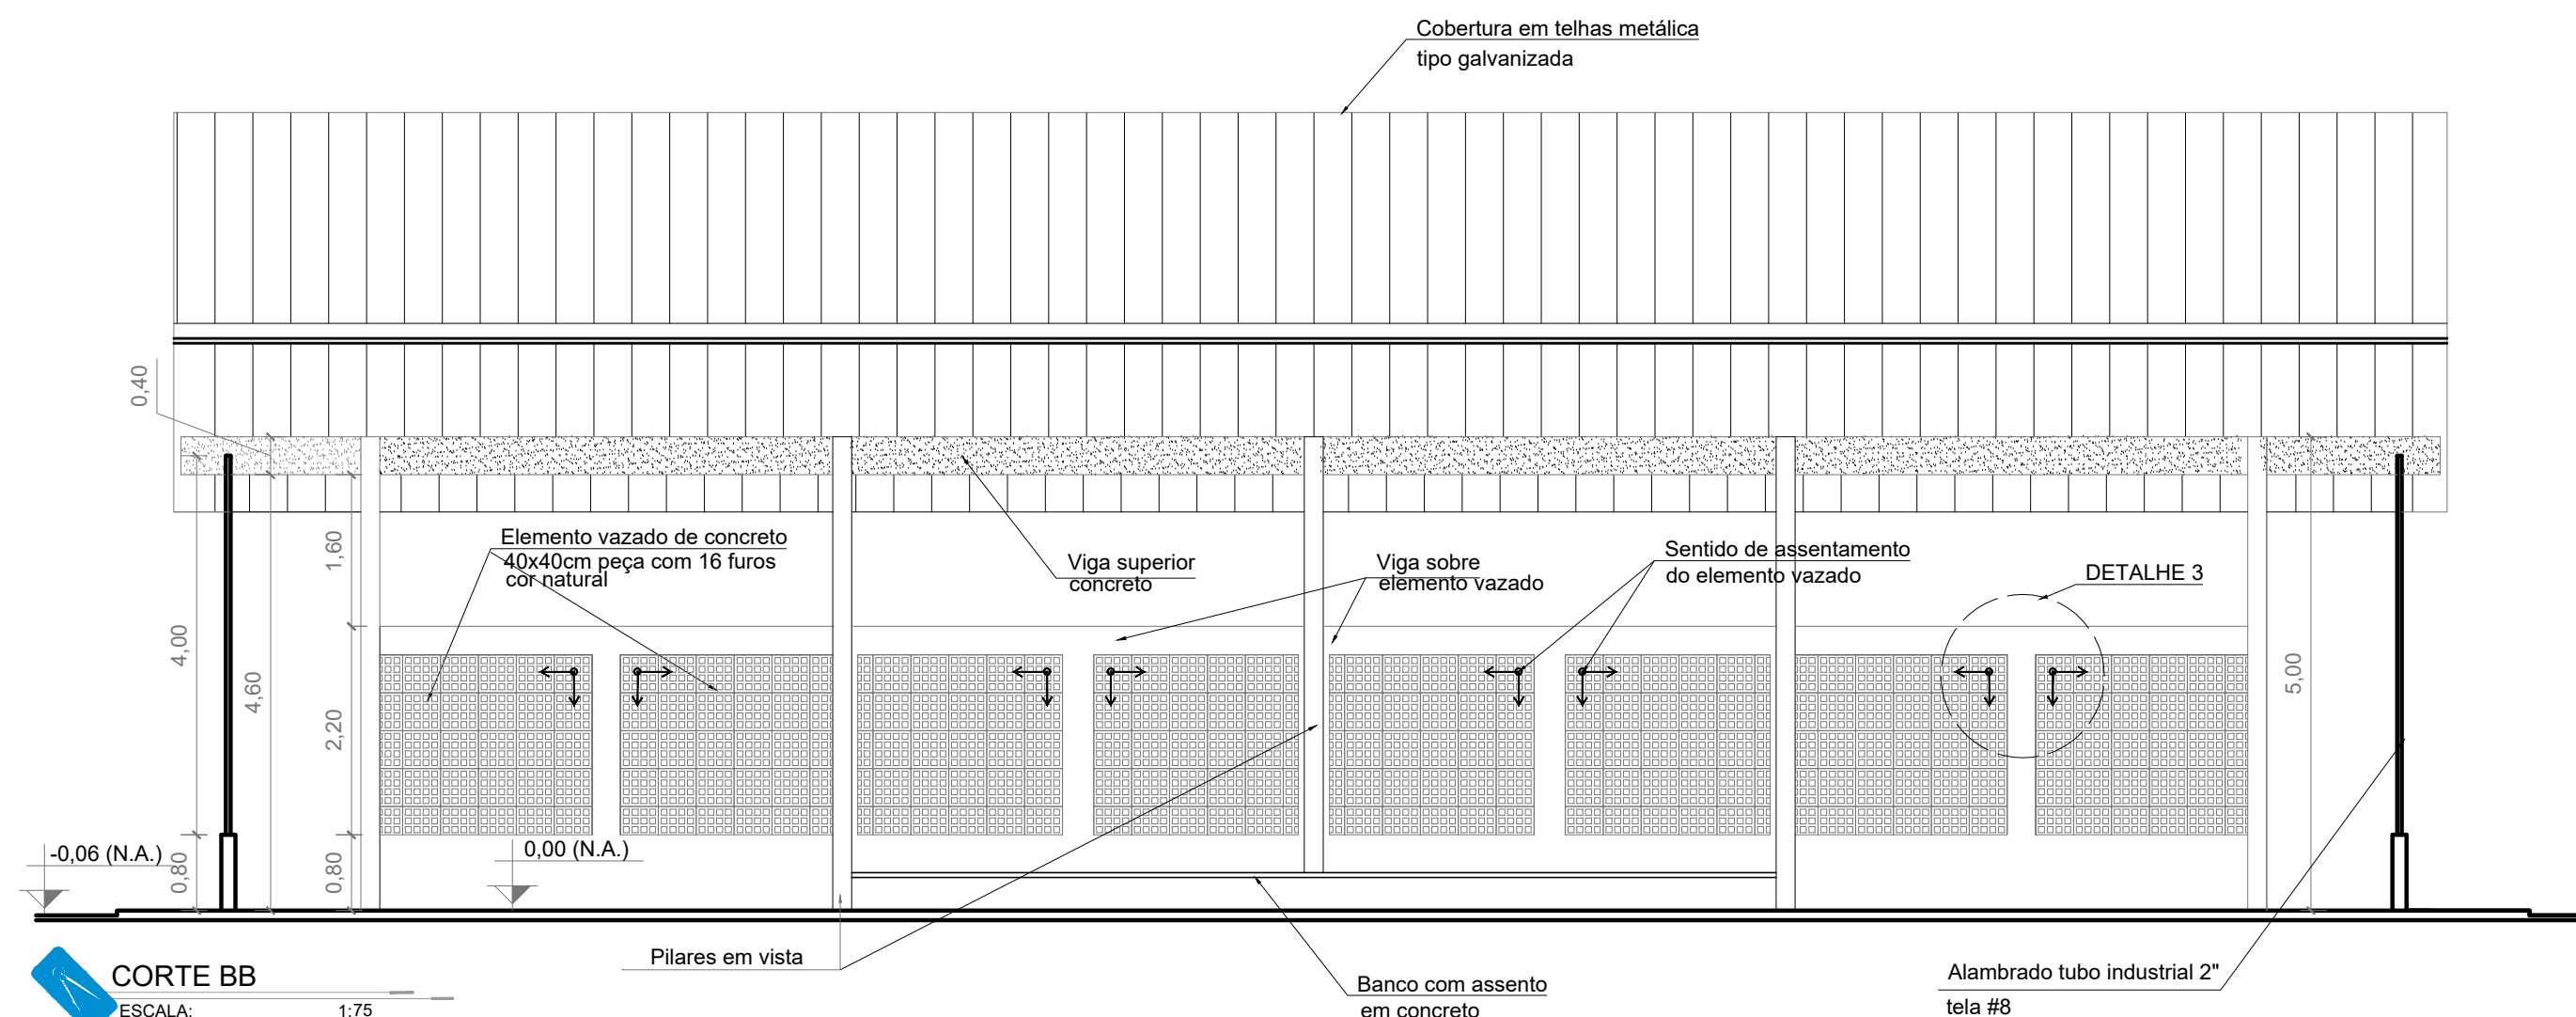 Cobertura em telhas metálica
tipo galvanizada
0,40
Elemento vazado de concreto
40x40cm peça com 16 furos
cor natural
Viga superior
concreto
Viga sobre
elemento vazado
Sentido de assentamento
do elemento vazado
DETALHE 3
1,60
4,00
4,60
2,20
5,00
-0,06 (N.A.)
0,80
0,80
0,00 (N.A.)
Pilares em vista
Banco com assento
em concreto
Alambrado tubo industrial 2"
tela #8
CORTE BB
ESCALA: 1:75